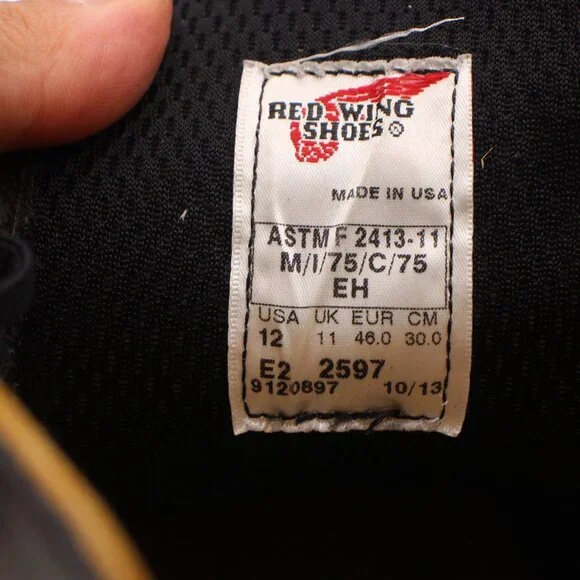 RED WING
SHOES®
MADE IN USA
ASTM F 2413-11
M/I/75/C/75
EH
USA UK EUR CM
12 11 46.0 30.0
E2 2597
9120897 10/13